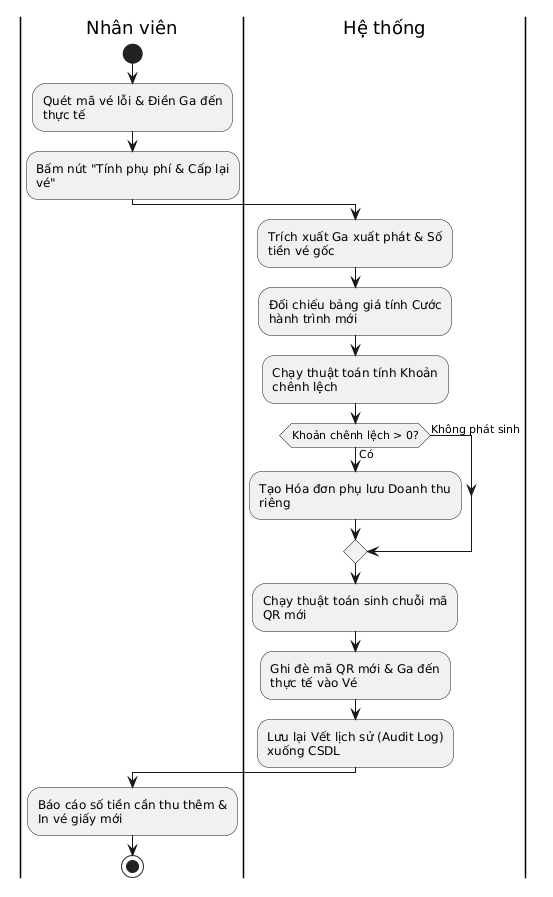 Nhân viên
Hệ thống
Quét mã vé lỗi & Điền Ga đến
thực tế
Bấm nút "Tính phụ phí & Cấp lại
vé"
Trích xuất Ga xuất phát & Số
tiền vé gốc
Đối chiếu bảng giá tính Cước
hành trình mới
Chạy thuật toán tính Khoản
chênh lệch
Khoản chênh lệch > 0?
Không phát sinh
Có
Tạo Hóa đơn phụ lưu Doanh thu
riêng
Chạy thuật toán sinh chuỗi mã
QR mới
Ghi đè mã QR mới & Ga đến
thực tế vào Vé
Lưu lại Vết lịch sử (Audit Log)
xuống CSDL
Báo cáo số tiền cần thu thêm &
In vé giấy mới